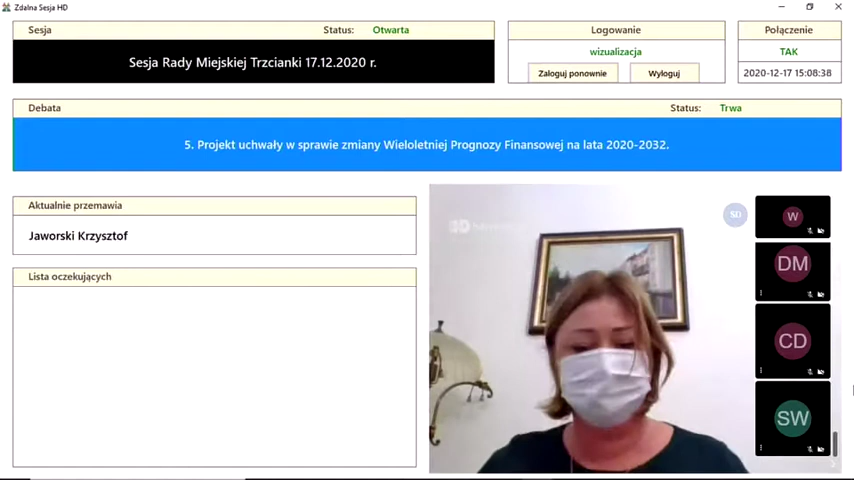 Zdalna Sesja HD
Sesja
Status: Otwarta
Sesja Rady Miejskiej Trzcianki 17.12.2020 r.
Logowanie
wizualizacja
Zaloguj ponownie
Wyloguj
Połączenie
TAK
2020-12-17 15:08:38
Debata
Status: Trwa
5. Projekt uchwały w sprawie zmiany Wieloletniej Prognozy Finansowej na lata 2020-2032.
Aktualnie przemawia
Jaworski Krzysztof
Lista oczekujących
SD
W
DM
CD
SW